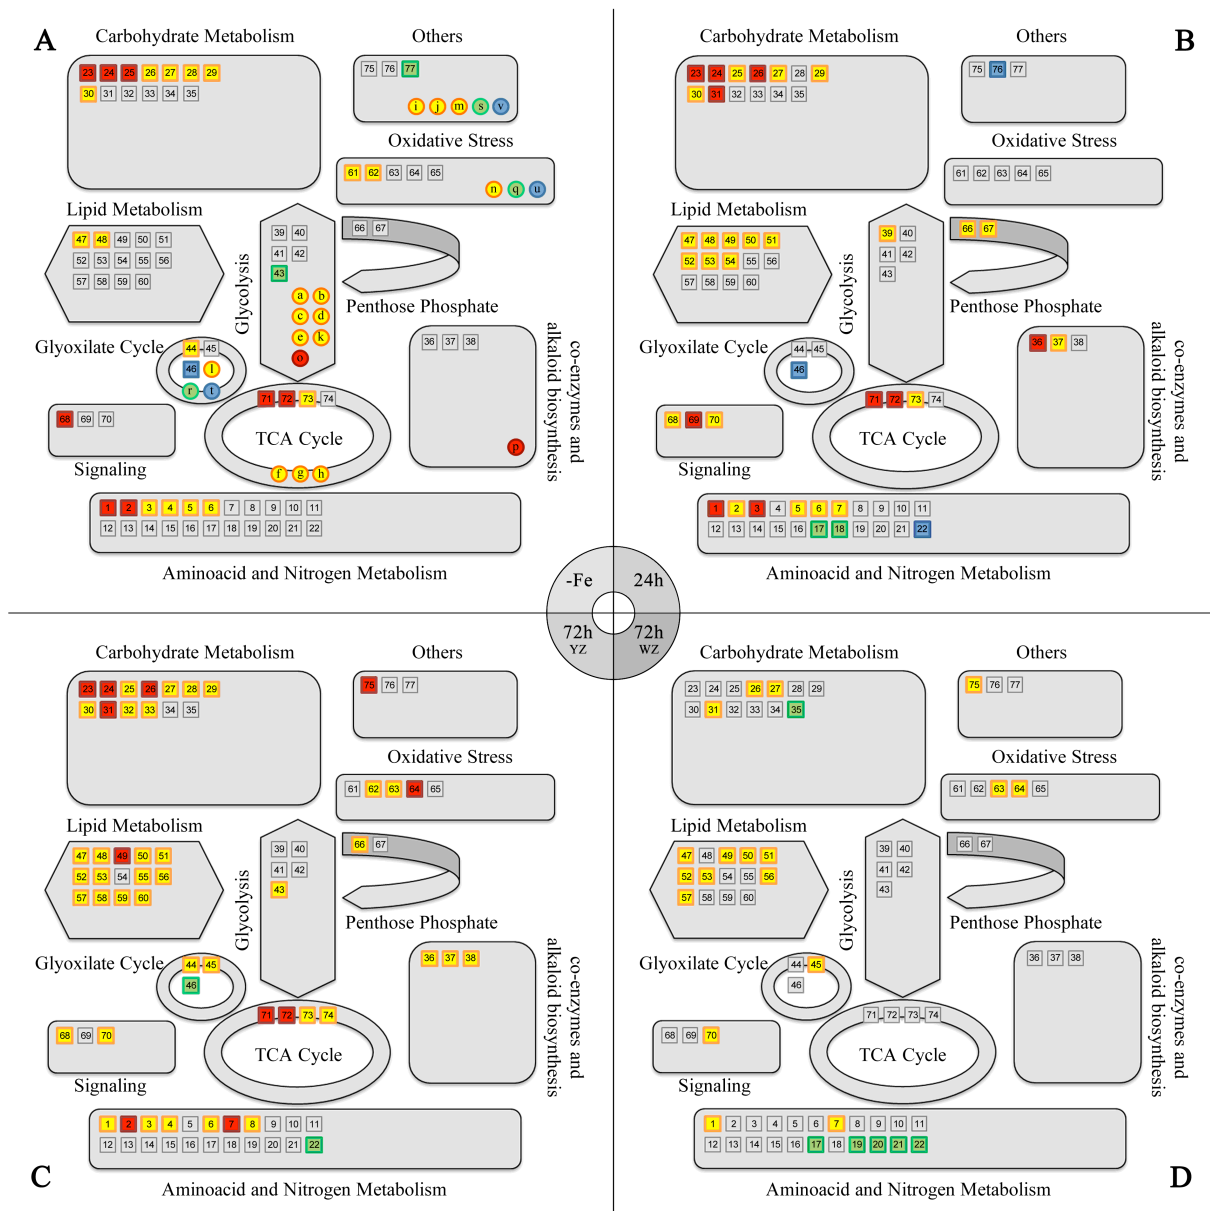 A
Carbohydrate Metabolism
23 24 25 26 27 28 29
30 31 32 33 34 35
Others
75 76 77
i j m s v
Oxidative Stress
61 62 63 64 65
n q u
Lipid Metabolism
47 48 49 50 51
52 53 54 55 56
57 58 59 60
Glycolysis
39 40
41 42
43
a b
c d
e k
o
66 67
Penthose Phosphate
Glyoxilate Cycle
44 45
46 l
r t
36 37 38
p
co-enzymes and
alkaloid biosynthesis
68 69 70
Signaling
71 72 73 74
TCA Cycle
f g h
1 2 3 4 5 6 7 8 9 10 11
12 13 14 15 16 17 18 19 20 21 22
Aminoacid and Nitrogen Metabolism
B
Carbohydrate Metabolism
23 24 25 26 27 28 29
30 31 32 33 34 35
Others
75 76 77
Oxidative Stress
61 62 63 64 65
Lipid Metabolism
47 48 49 50 51
52 53 54 55 56
57 58 59 60
Glycolysis
39 40
41 42
43
66 67
Penthose Phosphate
Glyoxilate Cycle
44 45
46
36 37 38
co-enzymes and
alkaloid biosynthesis
68 69 70
Signaling
71 72 73 74
TCA Cycle
1 2 3 4 5 6 7 8 9 10 11
12 13 14 15 16 17 18 19 20 21 22
Aminoacid and Nitrogen Metabolism
-Fe
24h
72h
YZ
72h
WZ
Carbohydrate Metabolism
23 24 25 26 27 28 29
30 31 32 33 34 35
Others
75 76 77
Oxidative Stress
61 62 63 64 65
Lipid Metabolism
47 48 49 50 51
52 53 54 55 56
57 58 59 60
Glycolysis
39 40
41 42
43
66 67
Penthose Phosphate
Glyoxilate Cycle
44 45
46
36 37 38
co-enzymes and
alkaloid biosynthesis
68 69 70
Signaling
71 72 73 74
TCA Cycle
1 2 3 4 5 6 7 8 9 10 11
12 13 14 15 16 17 18 19 20 21 22
C
Aminoacid and Nitrogen Metabolism
Carbohydrate Metabolism
23 24 25 26 27 28 29
30 31 32 33 34 35
Others
75 76 77
Oxidative Stress
61 62 63 64 65
Lipid Metabolism
47 48 49 50 51
52 53 54 55 56
57 58 59 60
Glycolysis
39 40
41 42
43
66 67
Penthose Phosphate
Glyoxilate Cycle
44 45
46
36 37 38
co-enzymes and
alkaloid biosynthesis
68 69 70
Signaling
71 72 73 74
TCA Cycle
1 2 3 4 5 6 7 8 9 10 11
12 13 14 15 16 17 18 19 20 21 22
D
Aminoacid and Nitrogen Metabolism